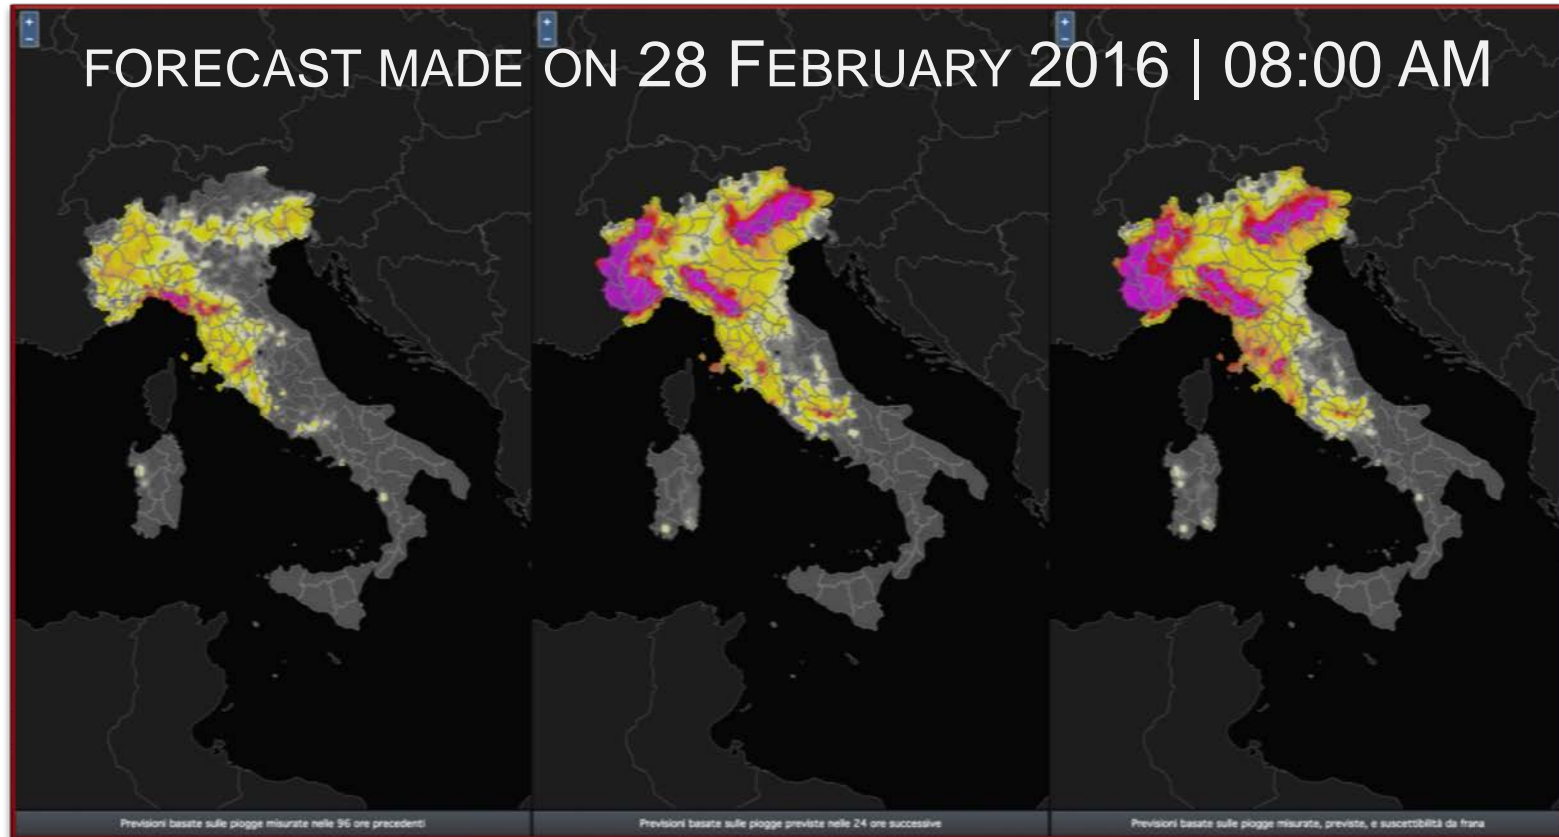 FORECAST MADE ON 28 FEBRUARY 2016 | 08:00 AM
+
-
+
-
+
-
Previsioni basate sulle piogge misurate nelle 96 ore precedenti
Previsioni basate sulle piogge previste nelle 24 ore successive
Previsioni basate sulle piogge misurate, previste, e suscettibilità da frana